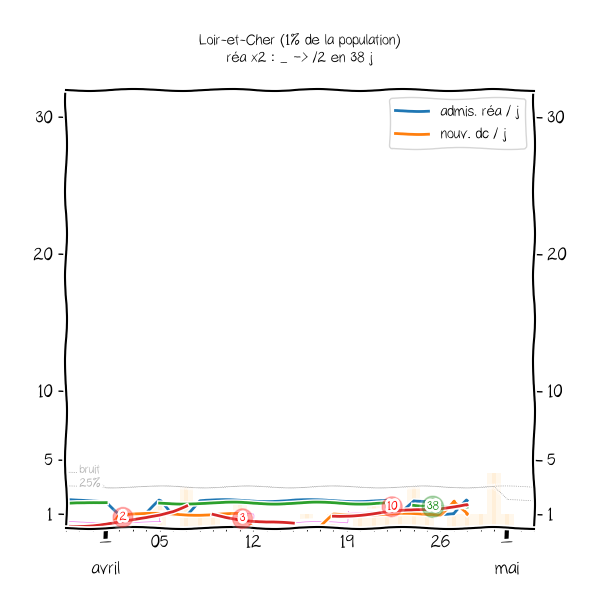 Loir-et-Cher (1% de la population)
réa x2 : _ -> /2 en 38 j
admis. réa / j
nouv. dc / j
30
30
20
20
10
10
5
5
bruit
25%
1
1
2
3
10
38
05
12
19
26
avril
mai